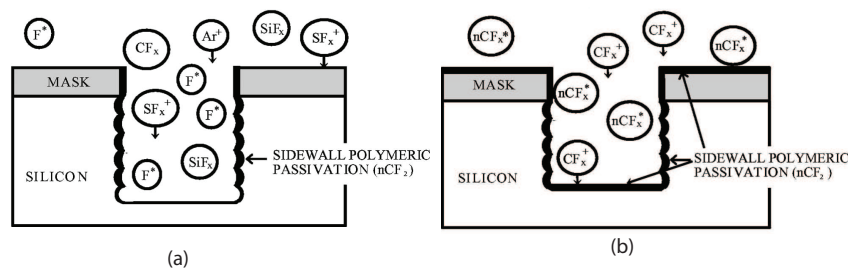 F*
CFₓ
Ar⁺
SiFₓ
SFₓ⁺
MASK
F*
SFₓ⁺
F*
SIDEWALL POLYMERIC
PASSIVATION (nCF₂)
SILICON
F*
SiFₓ
(a)
nCFₓ*
CFₓ⁺
CFₓ⁺
nCFₓ*
MASK
nCFₓ*
nCFₓ*
CFₓ⁺
SIDEWALL POLYMERIC
PASSIVATION (nCF₂)
SILICON
(b)